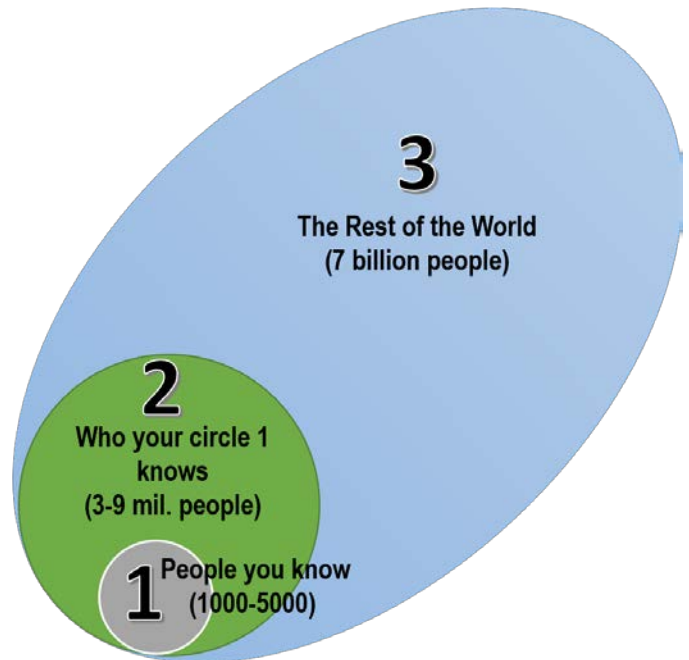 3
The Rest of the World
(7 billion people)
2
Who your circle 1
knows
(3-9 mil. people)
1
People you know
(1000-5000)